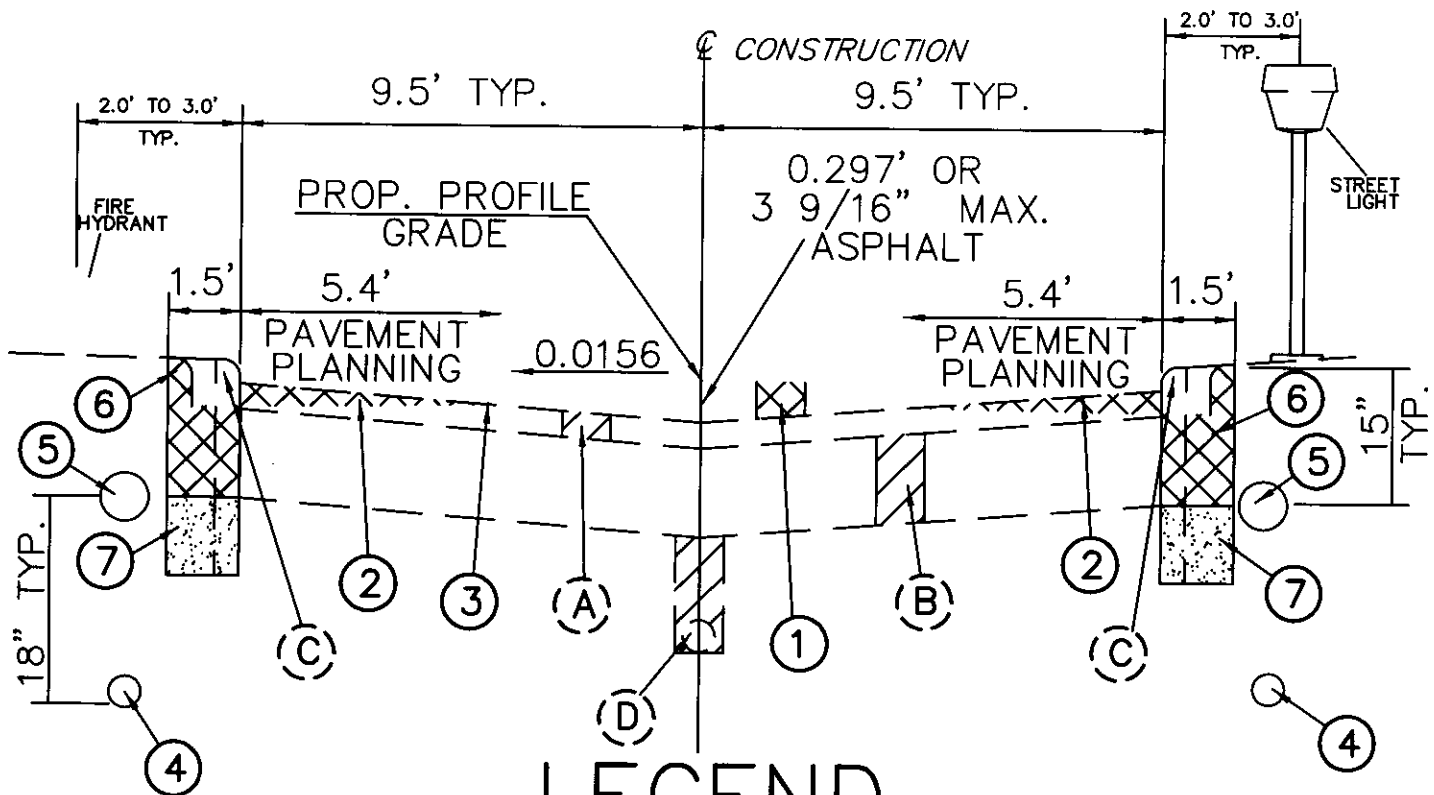 2.0' TO 3.0'
TYP.
℄ CONSTRUCTION
9.5' TYP.
9.5' TYP.
2.0' TO 3.0'
TYP.
FIRE
HYDRANT
PROP. PROFILE
GRADE
0.297' OR
3 9/16" MAX.
ASPHALT
STREET
LIGHT
1.5'
5.4'
PAVEMENT
PLANNING
0.0156
5.4'
PAVEMENT
PLANNING
1.5'
6
5
7
18" TYP.
4
C
2
3
A
D
1
B
2
C
6
15"
TYP.
5
7
4
LEGEND